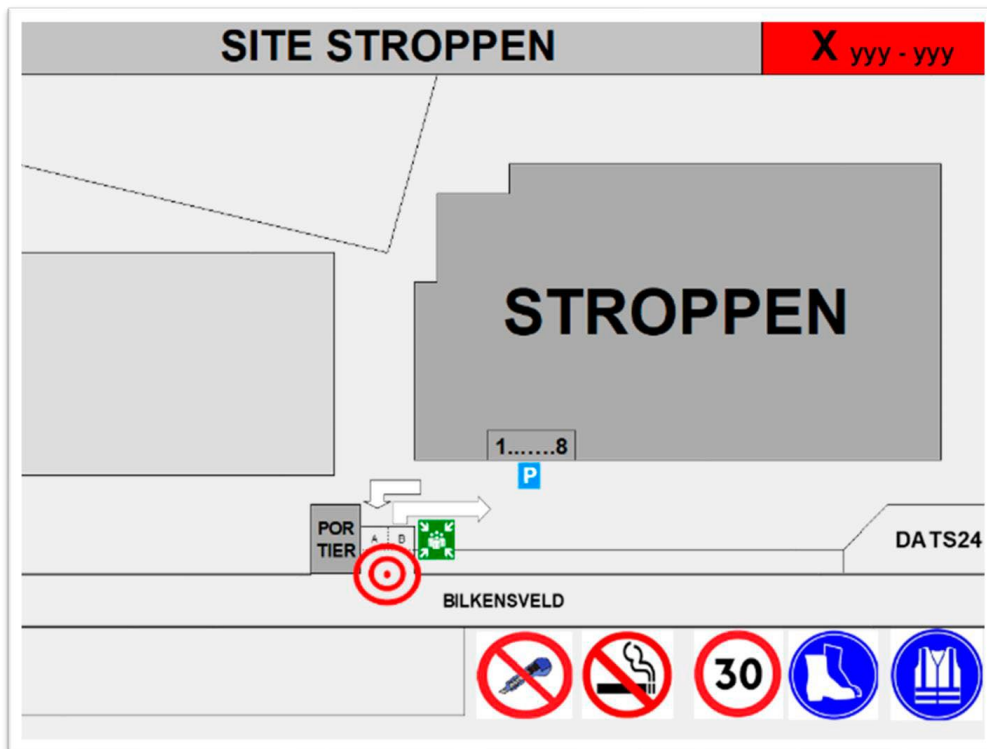 SITE STROPPEN
X yyy - yyy
STROPPEN
1.......8
P
POR
TIER
A B
DATS24
BILKENSVELD
30